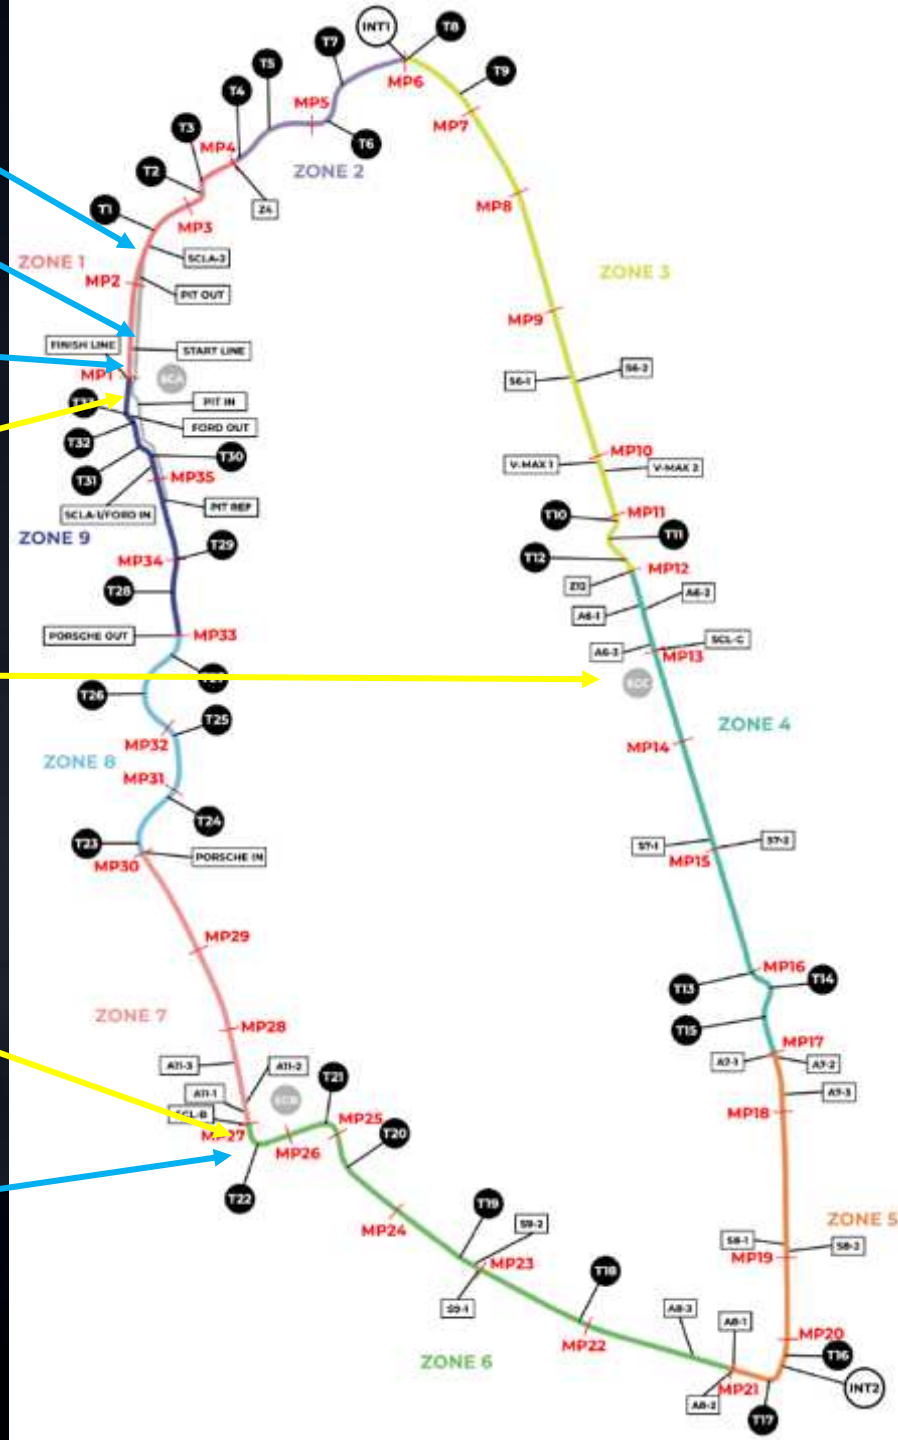 INT1
T8
T7
T5
T9
T4
MP6
MP5
MP7
T3
MP4
T6
T2
ZONE 2
MP8
T1
MP3
Z4
SCLA-2
ZONE 1
ZONE 3
MP2
PIT OUT
MP9
FINISH LINE
START LINE
MP1
S6-1
S6-2
PIT IN
FORD OUT
T32
T30
MP10
V-MAX 1
V-MAX 2
T31
MP35
PIT REF
SCLA-1/FORD IN
T10
MP11
ZONE 9
T11
T29
T12
MP34
MP12
Z12
T28
A6-2
A6-1
PORSCHE OUT
MP33
SCL-C
A6-3
MP13
T26
T25
ZONE 4
MP32
MP14
ZONE 8
MP31
T24
T23
S7-1
S7-2
MP30
PORSCHE IN
MP15
MP29
MP16
T13
T14
ZONE 7
MP28
T15
MP17
A11-3
A11-2
A7-1
A7-2
T21
A11-1
A7-3
SCL-B
MP25
MP18
MP27
T20
MP26
T22
T19
MP24
S9-2
ZONE 5
S8-1
S8-2
MP23
MP19
T18
S9-1
A8-3
A8-1
MP22
MP20
T16
ZONE 6
MP21
INT2
A8-2
T17